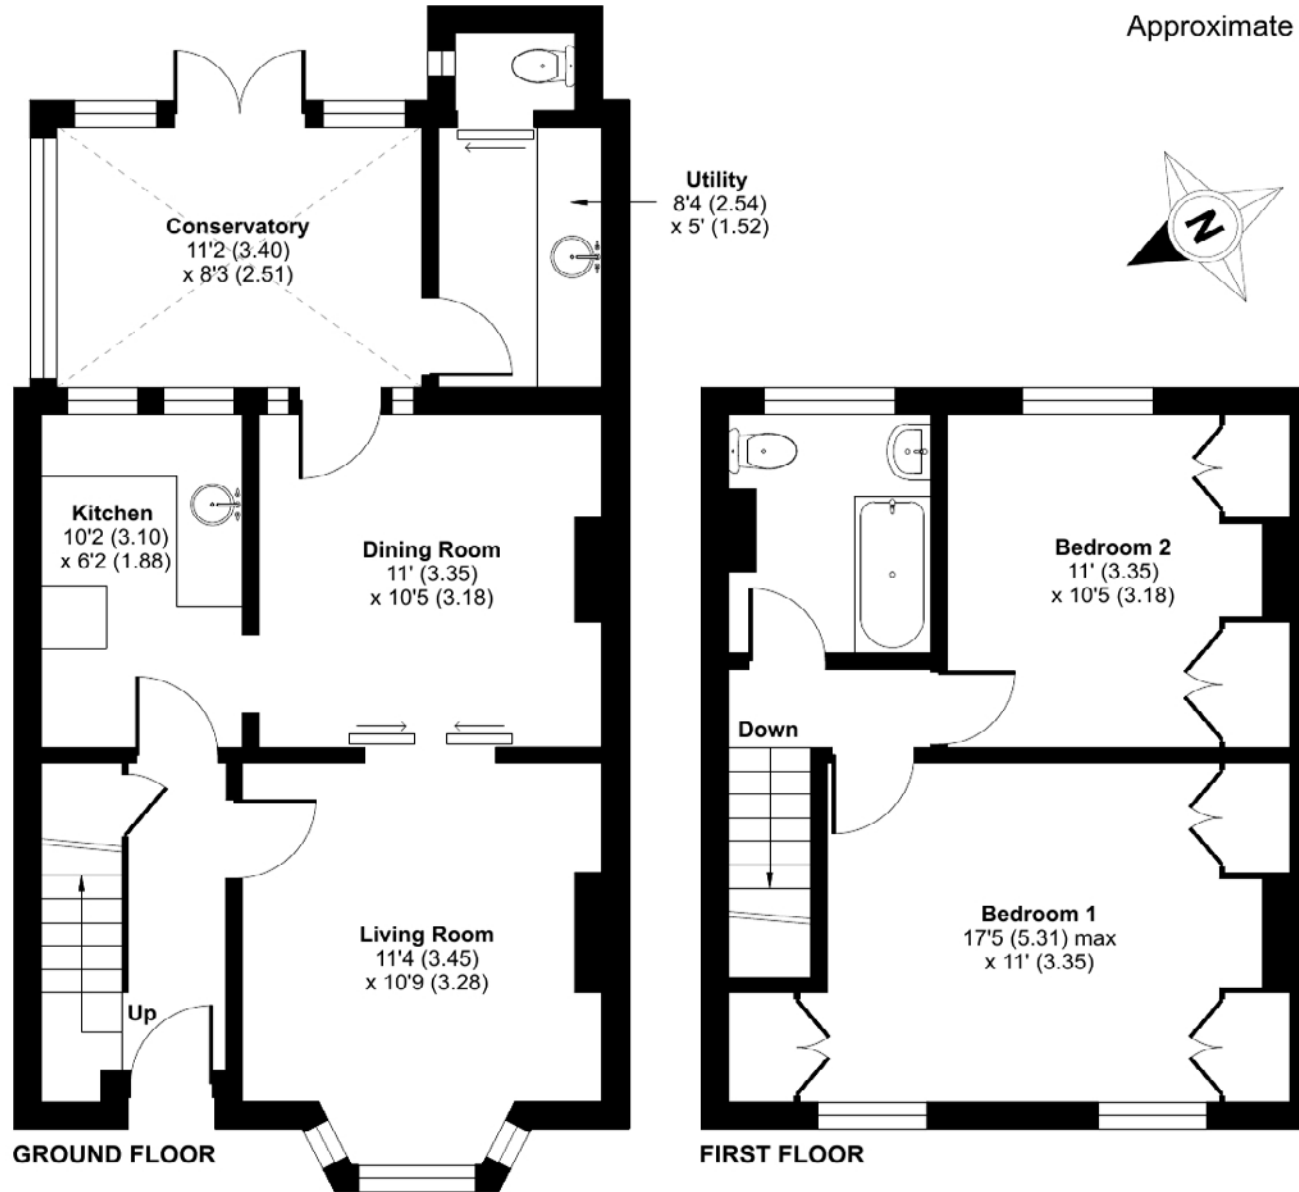 Approximate
Utility
8'4 (2.54)
x 5' (1.52)
Conservatory
11'2 (3.40)
x 8'3 (2.51)
N
Kitchen
10'2 (3.10)
x 6'2 (1.88)
Dining Room
11' (3.35)
x 10'5 (3.18)
Bedroom 2
11' (3.35)
x 10'5 (3.18)
Down
Living Room
11'4 (3.45)
x 10'9 (3.28)
Bedroom 1
17'5 (5.31) max
x 11' (3.35)
Up
GROUND FLOOR
FIRST FLOOR